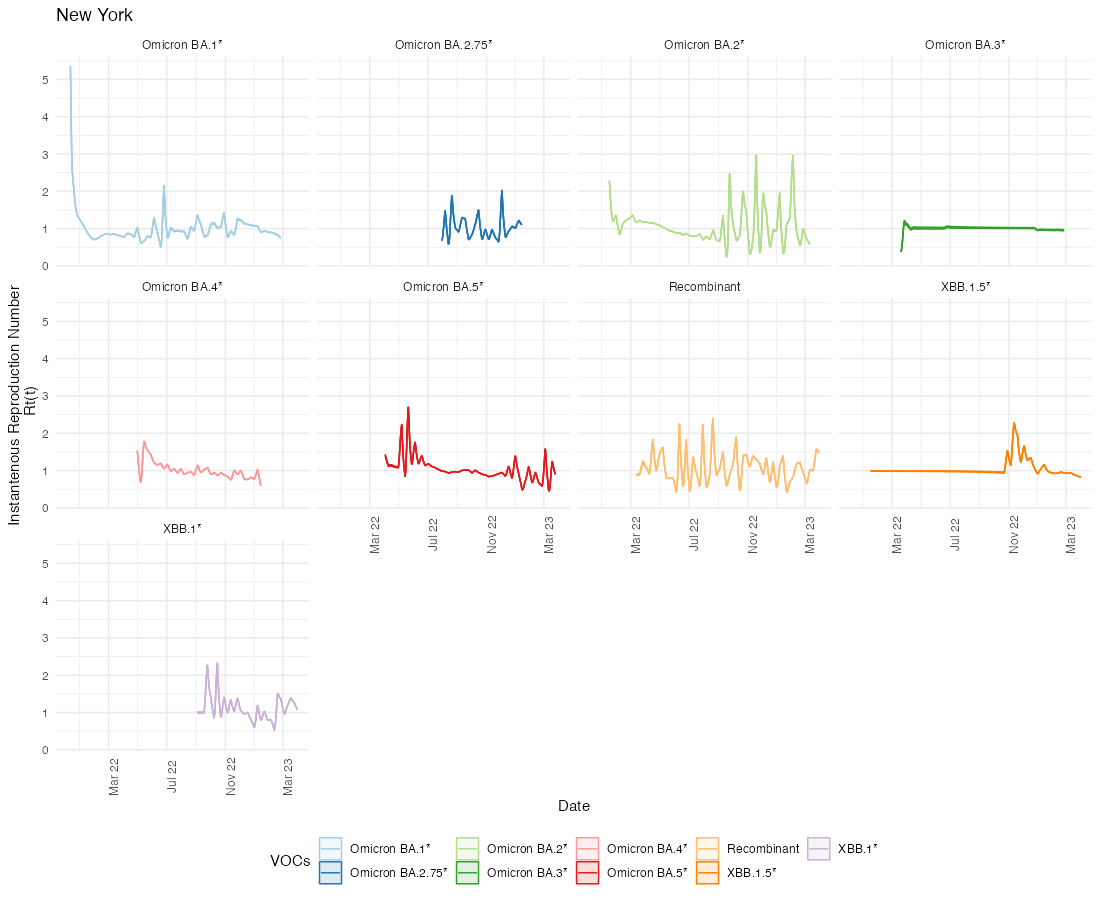 New York
Omicron BA.1*
Omicron BA.2.75*
Omicron BA.2*
Omicron BA.3*
5
4
3
2
1
0
Omicron BA.4*
Omicron BA.5*
Recombinant
XBB.1.5*
5
4
3
2
1
0
Mar 22
Jul 22
Nov 22
Mar 23
Mar 22
Jul 22
Nov 22
Mar 23
Mar 22
Jul 22
Nov 22
Mar 23
XBB.1*
5
4
3
2
1
0
Mar 22
Jul 22
Nov 22
Mar 23
Instantenous Reproduction Number
Rt(t)
Date
VOCs
Omicron BA.1*
Omicron BA.2*
Omicron BA.4*
Recombinant
XBB.1*
Omicron BA.2.75*
Omicron BA.3*
Omicron BA.5*
XBB.1.5*